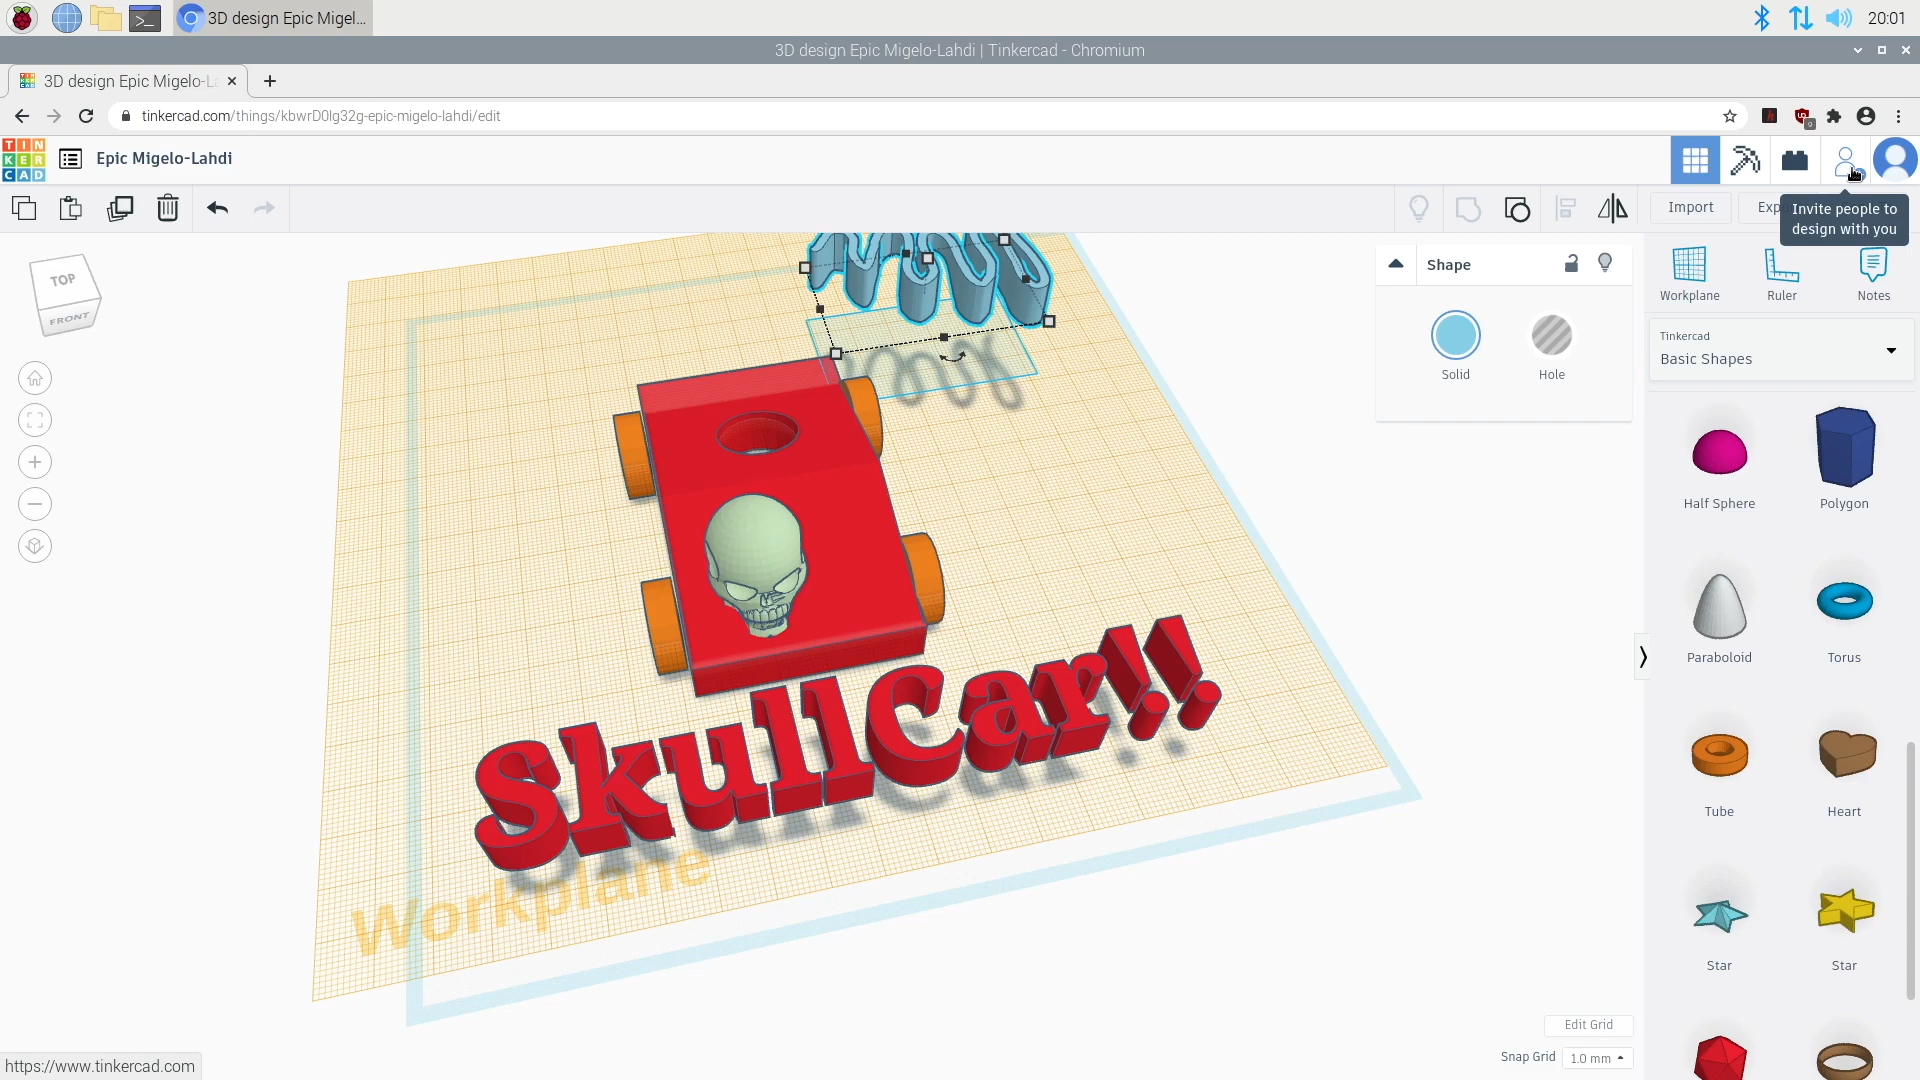 3D design Epic Migel...
20:01
3D design Epic Migelo-Lahdi | Tinkercad - Chromium
3D design Epic Migelo-La
tinkercad.com/things/kbwrD0lg32g-epic-migelo-lahdi/edit
TIN
KER
CAD
Epic Migelo-Lahdi
Import
Exp
Invite people to
design with you
TOP
FRONT
Shape
Solid
Hole
Workplane
Ruler
Notes
Tinkercad
Basic Shapes
Half Sphere
Polygon
Paraboloid
Torus
Tube
Heart
Star
Star
SkullCar!!
Workplane
Edit Grid
Snap Grid
1.0 mm
https://www.tinkercad.com